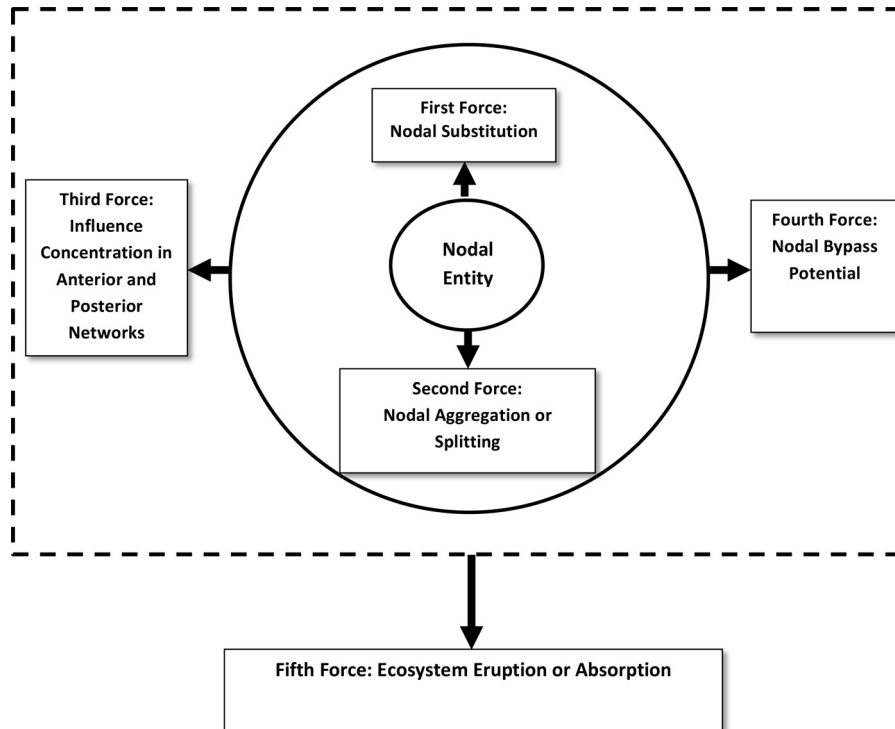 First Force:
Nodal Substitution
Third Force:
Influence
Concentration in
Anterior and
Posterior
Networks
Nodal
Entity
Fourth Force:
Nodal Bypass
Potential
Second Force:
Nodal Aggregation or
Splitting
Fifth Force: Ecosystem Eruption or Absorption